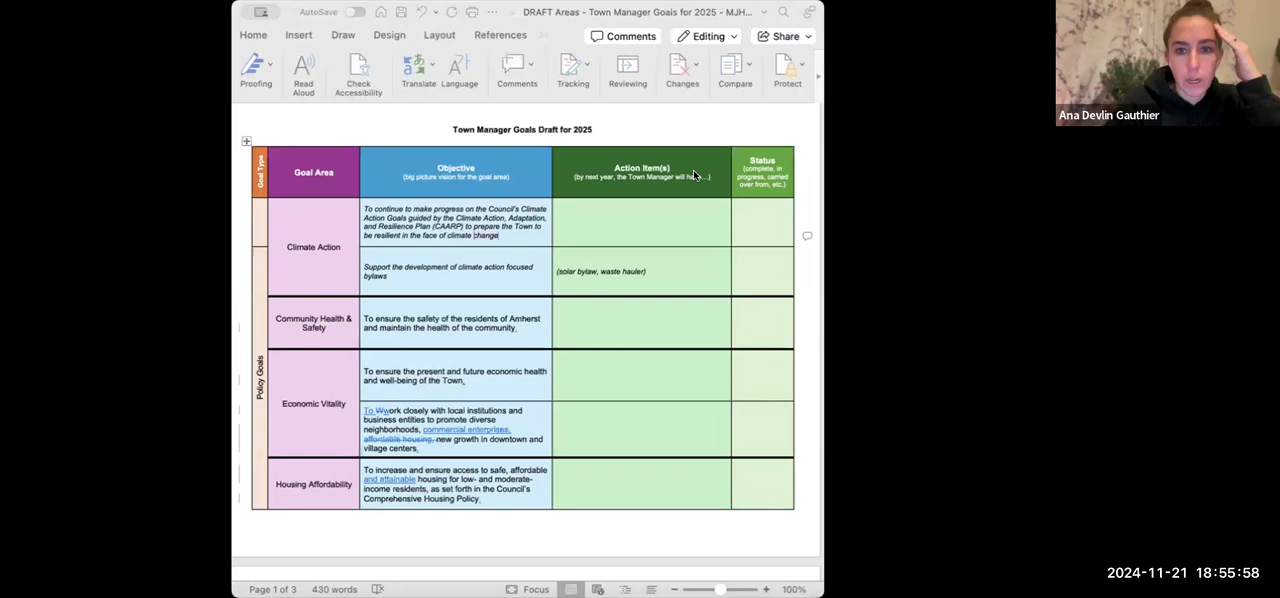 AutoSave
DRAFT Areas - Town Manager Goals for 2025 - MJH...
Home Insert Draw Design Layout References
Comments Editing Share
Proofing
Read Aloud
Check Accessibility
Translate Language
Comments
Tracking
Reviewing
Changes
Compare
Protect
Ana Devlin Gauthier
Town Manager Goals Draft for 2025
Goal Type
Goal Area
Objective
(big picture vision for the goal area)
Action Item(s)
(by next year, the Town Manager will
Status
(complete, in
progress, carried
over from, etc.)
Climate Action
To continue to make progress on the Council's Climate
Action Goals guided by the Climate Action, Adaptation,
and Resilience Plan (CAARP) to prepare the Town to
be resilient in the face of climate change
Support the development of climate action focused
bylaws
(solar bylaw, waste hauler)
Policy Goals
Community Health &
Safety
To ensure the safety of the residents of Amherst
and maintain the health of the community.
Economic Vitality
To ensure the present and future economic health
and well-being of the Town.
To Wwork closely with local institutions and
business entities to promote diverse
neighborhoods, commercial enterprises,
affordable housing, new growth in downtown and
village centers.
Housing Affordability
To increase and ensure access to safe, affordable
and attainable housing for low- and moderate-
income residents, as set forth in the Council's
Comprehensive Housing Policy.
2024-11-21 18:55:58
Page 1 of 3 430 words Focus 100%